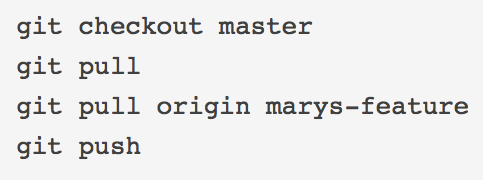 git checkout master
git pull
git pull origin marys-feature
git push